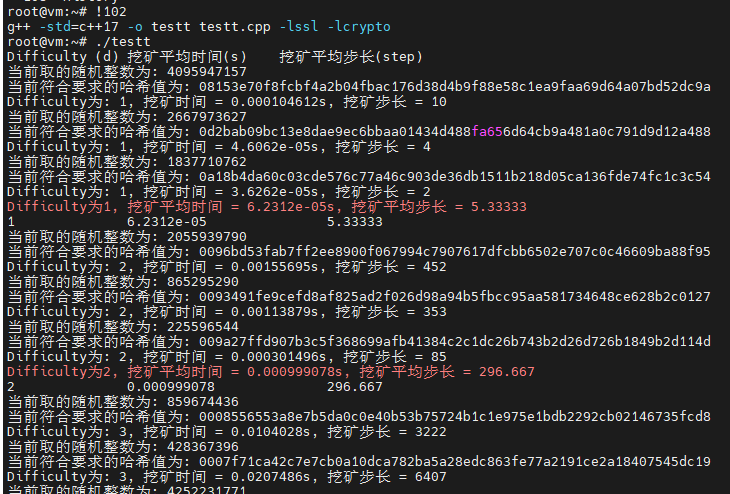 root@vm:~# !102
g++ -std=c++17 -o testt testt.cpp -lssl -lcrypto
root@vm:~# ./testt
Difficulty (d) 挖矿平均时间(s) 挖矿平均步长(step)
当前取的随机整数为: 4095947157
当前符合要求的哈希值为: 08153e70f8fcbf4a2b04fbac176d38d4b9f88e58c1ea9faa69d64a07bd52dc9a
Difficulty为: 1, 挖矿时间 = 0.000104612s, 挖矿步长 = 10
当前取的随机整数为: 2667973627
当前符合要求的哈希值为: 0d2bab09bc13e8dae9ec6bbaa01434d488fa656d64cb9a481a0c791d9d12a488
Difficulty为: 1, 挖矿时间 = 4.6062e-05s, 挖矿步长 = 4
当前取的随机整数为: 1837710762
当前符合要求的哈希值为: 0a18b4da60c03cde576c77a46c903de36db1511b218d05ca136fde74fc1c3c54
Difficulty为: 1, 挖矿时间 = 3.6262e-05s, 挖矿步长 = 2
Difficulty为1, 挖矿平均时间 = 6.2312e-05s, 挖矿平均步长 = 5.33333
1 6.2312e-05 5.33333
当前取的随机整数为: 2055939790
当前符合要求的哈希值为: 0096bd53fab7ff2ee8900f067994c7907617dfcbb6502e707c0c46609ba88f95
Difficulty为: 2, 挖矿时间 = 0.00155695s, 挖矿步长 = 452
当前取的随机整数为: 865295290
当前符合要求的哈希值为: 0093491fe9cefd8af825ad2f026d98a94b5fbcc95aa581734648ce628b2c0127
Difficulty为: 2, 挖矿时间 = 0.00113879s, 挖矿步长 = 353
当前取的随机整数为: 225596544
当前符合要求的哈希值为: 009a27ffd907b3c5f368699afb41384c2c1dc26b743b2d26d726b1849b2d114d
Difficulty为: 2, 挖矿时间 = 0.000301496s, 挖矿步长 = 85
Difficulty为2, 挖矿平均时间 = 0.000999078s, 挖矿平均步长 = 296.667
2 0.000999078 296.667
当前取的随机整数为: 859674436
当前符合要求的哈希值为: 0008556553a8e7b5da0c0e40b53b75724b1c1e975e1bdb2292cb02146735fcd8
Difficulty为: 3, 挖矿时间 = 0.0104028s, 挖矿步长 = 3222
当前取的随机整数为: 428367396
当前符合要求的哈希值为: 0007f71ca42c7e7cb0a10dca782ba5a28edc863fe77a2191ce2a18407545dc19
Difficulty为: 3, 挖矿时间 = 0.0207486s, 挖矿步长 = 6407
当前取的随机整数为: 4252231771